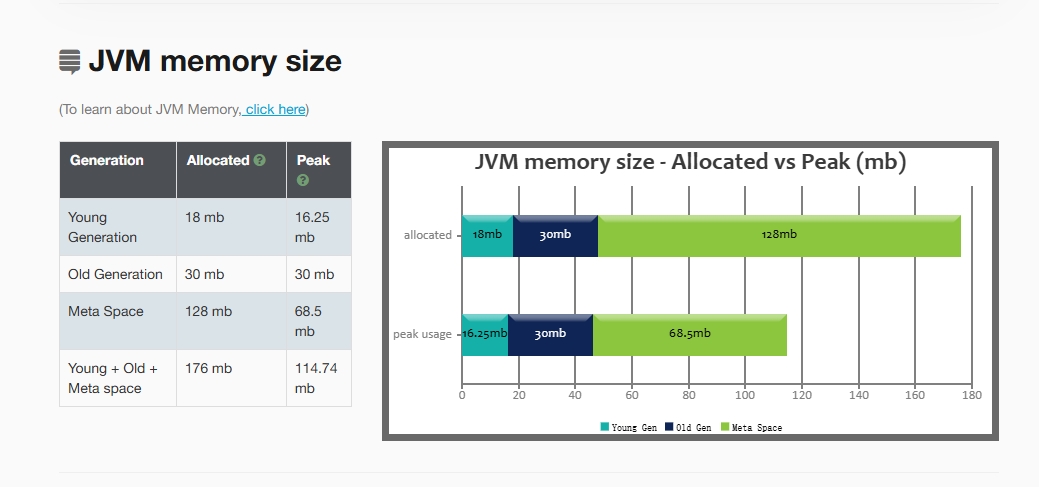 JVM memory size
(To learn about JVM Memory, click here)
Generation Allocated ? Peak
?
Young
Generation 18 mb 16.25
mb
Old Generation 30 mb 30 mb
Meta Space 128 mb 68.5
mb
Young + Old +
Meta space 176 mb 114.74
mb
JVM memory size - Allocated vs Peak (mb)
allocated 18mb 30mb 128mb
peak usage 16.25mb 30mb 68.5mb
0 20 40 60 80 100 120 140 160 180
Young Gen Old Gen Meta Space